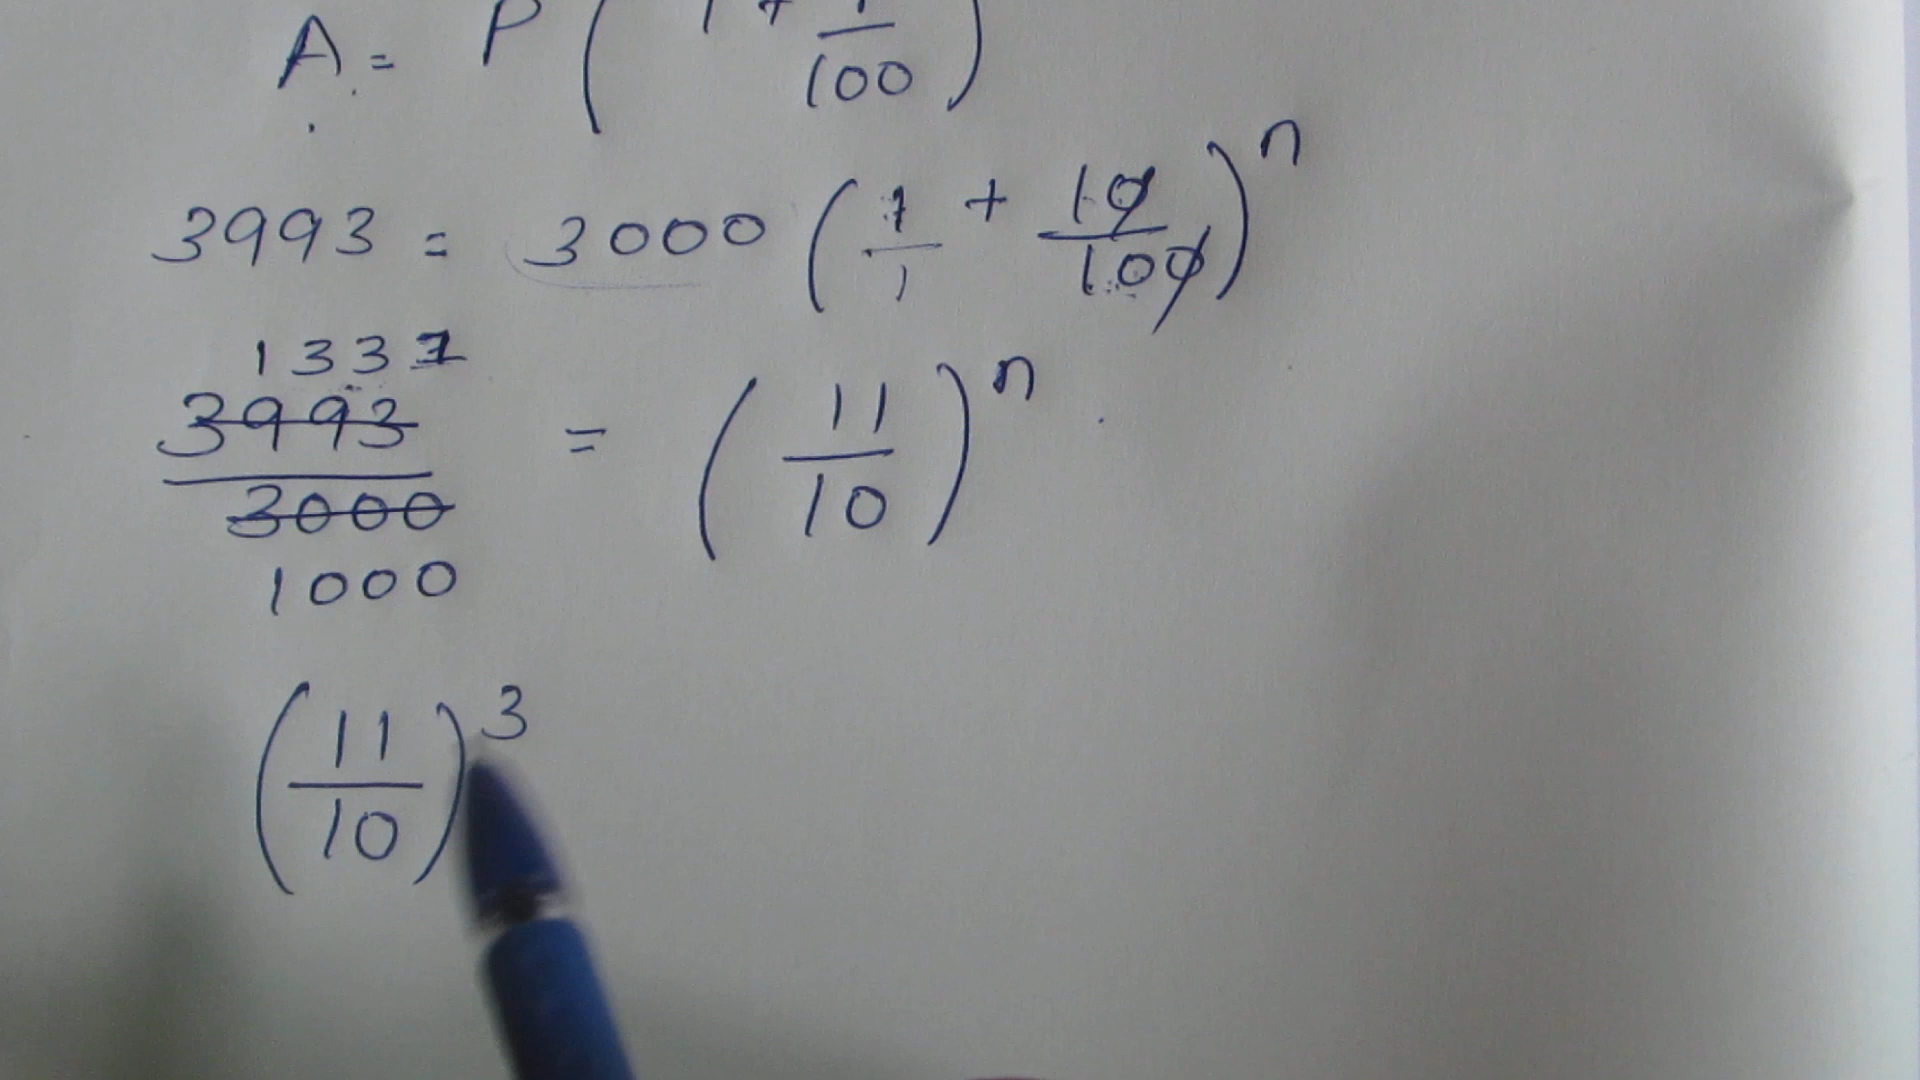 A = P ( 1 + r/100 )
3993 = 3000 ( 1/1 + 10/100 )^n
1331
3993/3000 = ( 11/10 )^n
1000
( 11/10 )^3